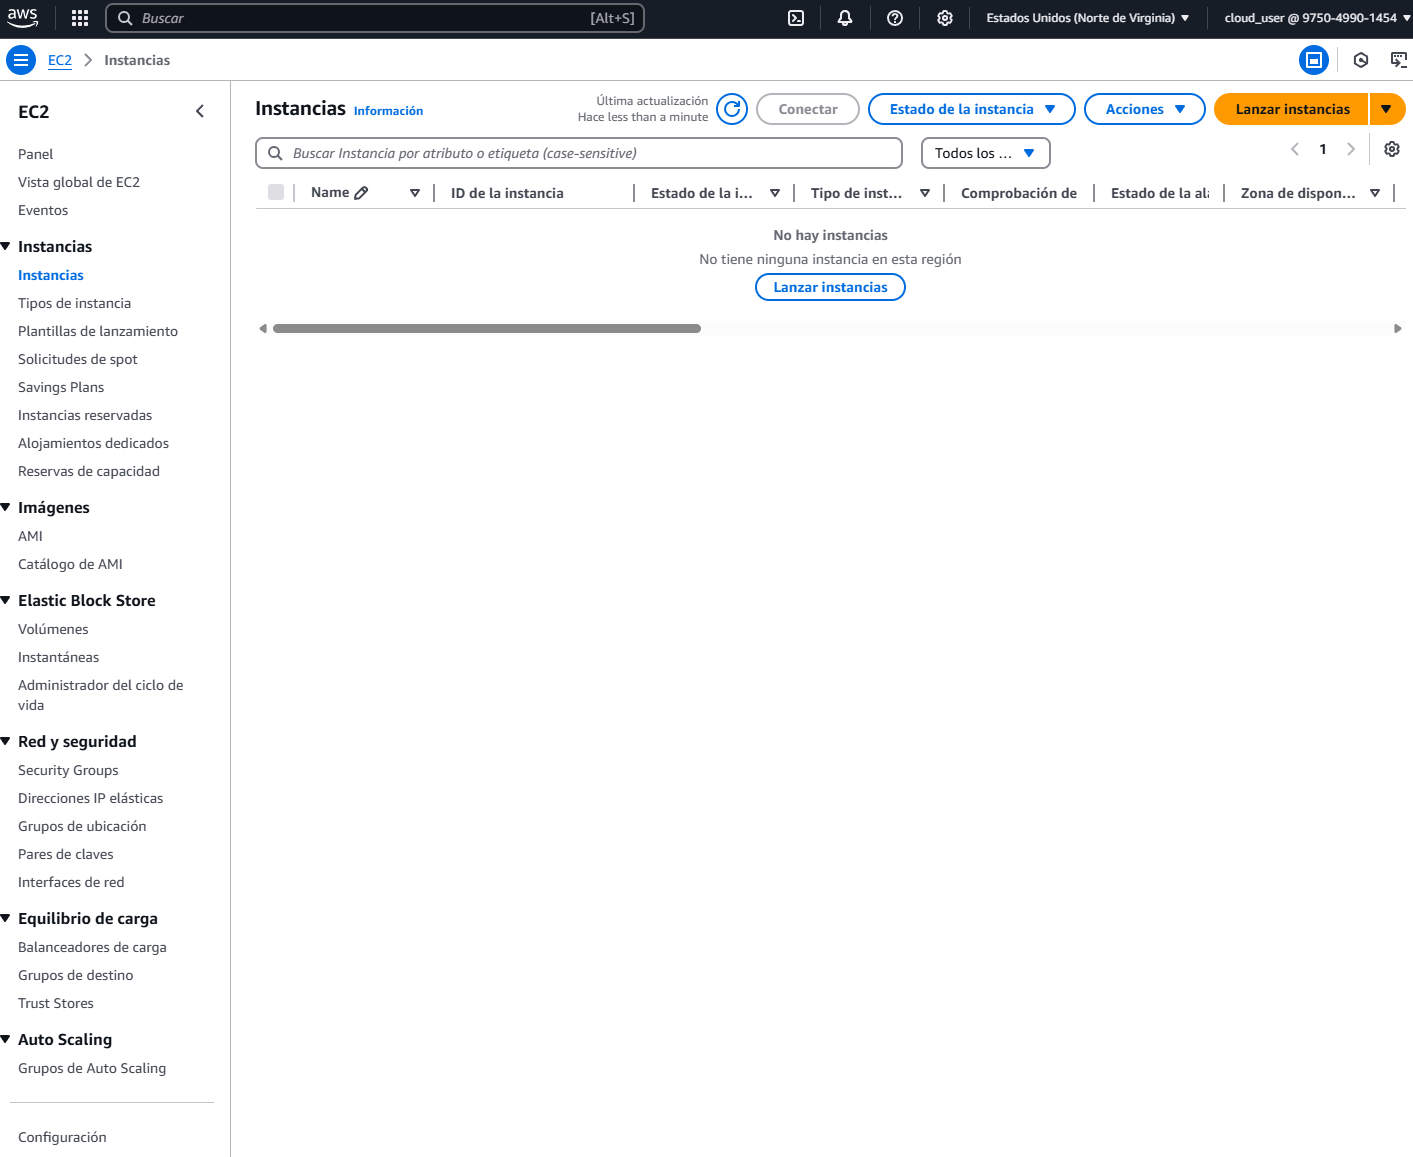 aws
Buscar [Alt+S]
Estados Unidos (Norte de Virginia)
cloud_user @ 9750-4990-1454
EC2 > Instancias
EC2
Panel
Vista global de EC2
Eventos
Instancias
Instancias
Tipos de instancia
Plantillas de lanzamiento
Solicitudes de spot
Savings Plans
Instancias reservadas
Alojamientos dedicados
Reservas de capacidad
Imágenes
AMI
Catálogo de AMI
Elastic Block Store
Volúmenes
Instantáneas
Administrador del ciclo de
vida
Red y seguridad
Security Groups
Direcciones IP elásticas
Grupos de ubicación
Pares de claves
Interfaces de red
Equilibrio de carga
Balanceadores de carga
Grupos de destino
Trust Stores
Auto Scaling
Grupos de Auto Scaling
Configuración
Instancias Información
Última actualización
Hace less than a minute
Conectar
Estado de la instancia
Acciones
Lanzar instancias
Buscar Instancia por atributo o etiqueta (case-sensitive)
Todos los ...
1
Name
ID de la instancia
Estado de la i...
Tipo de inst...
Comprobación de
Estado de la ala
Zona de dispon...
No hay instancias
No tiene ninguna instancia en esta región
Lanzar instancias